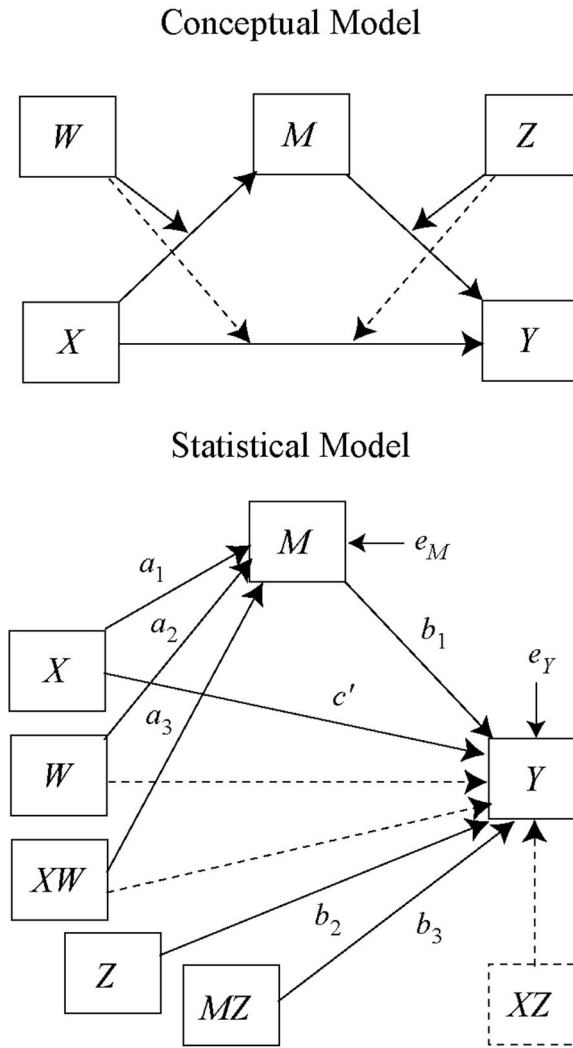 Conceptual Model
W
M
Z
X
Y
Statistical Model
M
e_M
a_1
a_2
b_1
X
e_Y
c'
a_3
W
Y
XW
b_2
b_3
Z
MZ
XZ